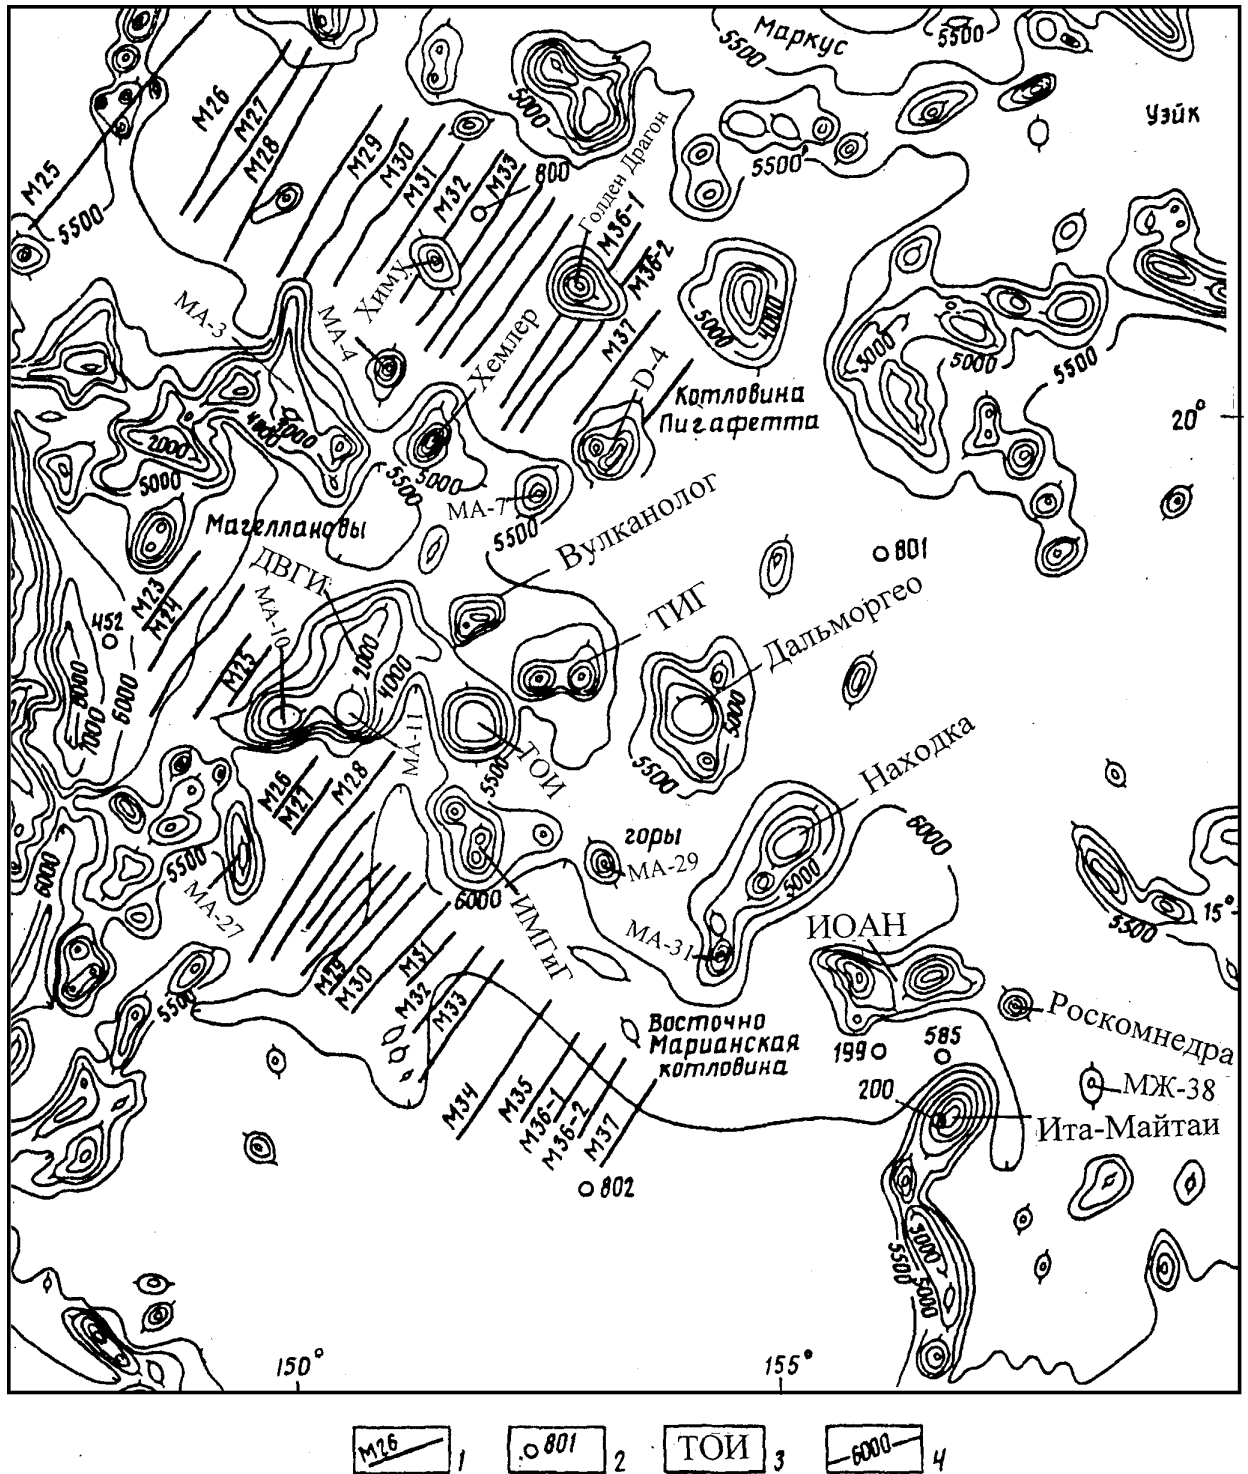 Маркус
5500
5500
5000
Уэйк
М26
М27
М28
М25
М29
М30
М31
М32
М33
800
5500
5500
Голден Драгон
М36-1
М36-2
МА-3
МА-4
Химу
Хемлер
М37
D-4
5000
4000
3000
5000
5500
Котловина
Пигафетта
20°
4000
3000
2000
5000
5500
5000
МА-7
5500
Магеллановы
Вулканолог
801
ДВГИ
МА-10
ТИГ
Дальморгео
М23
М24
452
М25
2000
4000
8000
7000
6000
5000
5500
МА-11
ТОИ
5500
Находка
М26
М27
М28
горы
МА-29
5000
6000
6000
5500
МА-27
6000
ИМГиГ
МА-31
ИОАН
15°
5500
М29
М30
М31
М32
М33
5500
Восточно
Марианская
котловина
199
585
Роскомнедра
200
МЖ-38
Ита-Майтаи
М34
М35
М36-1
М36-2
М37
802
3000
5500
5000
150°
155°
М26
1
801
2
ТОИ
3
6000
4